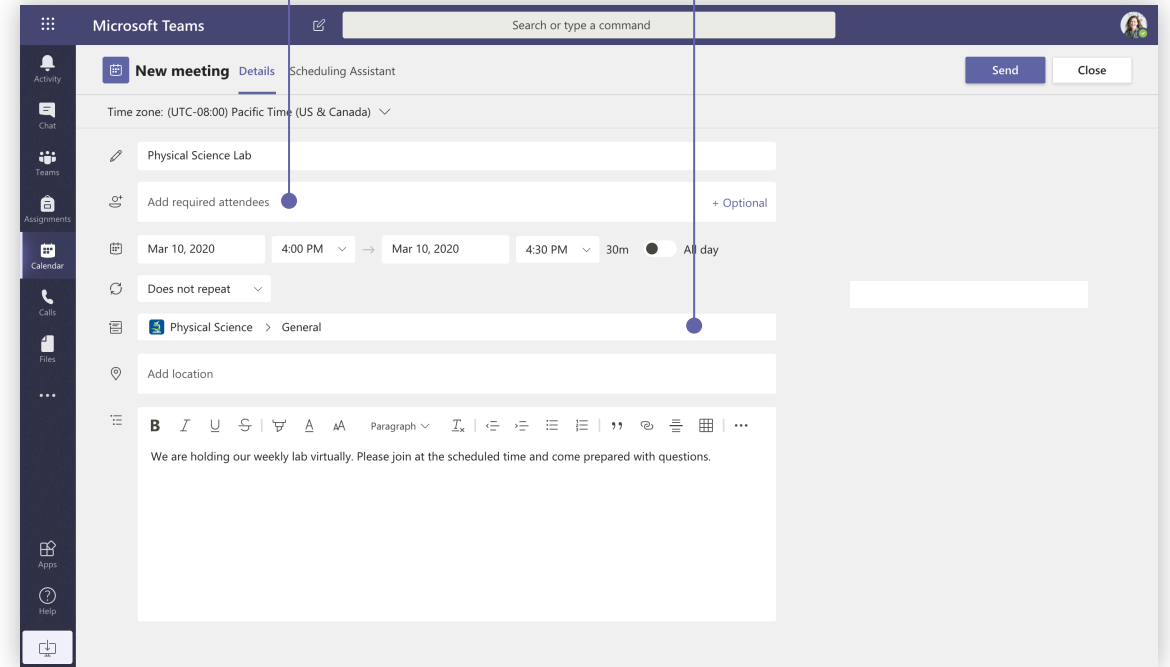 Microsoft Teams
Search or type a command
Activity
Chat
Teams
Assignments
Calendar
Calls
Files
Apps
Help
New meeting Details Scheduling Assistant Send Close
Time zone: (UTC-08:00) Pacific Time (US & Canada)
Physical Science Lab
Add required attendees + Optional
Mar 10, 2020 4:00 PM → Mar 10, 2020 4:30 PM 30m All day
Does not repeat
Physical Science > General
Add location
B I U S A AA Paragraph Tx
We are holding our weekly lab virtually. Please join at the scheduled time and come prepared with questions.